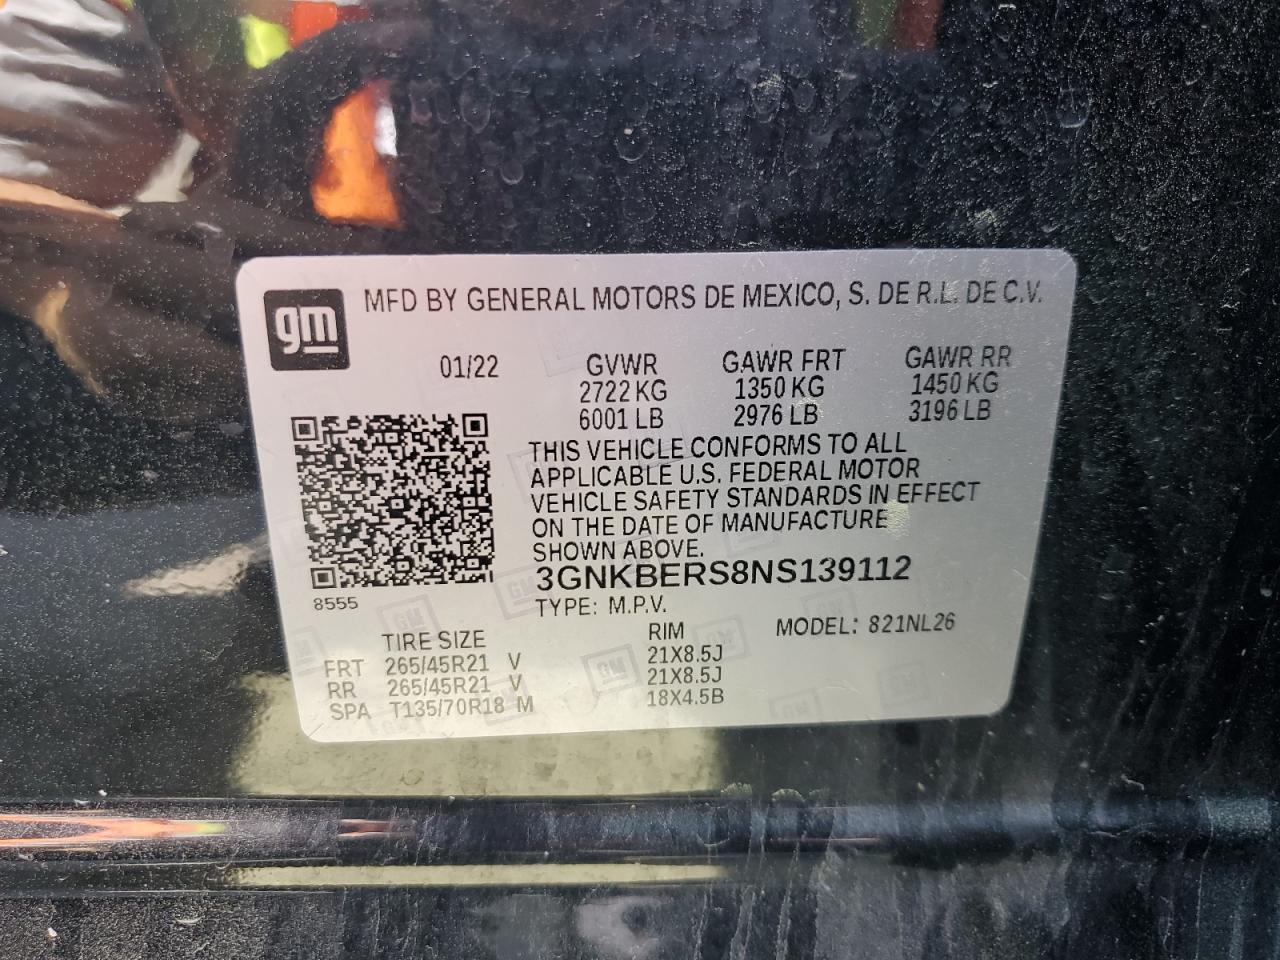 gm
MFD BY GENERAL MOTORS DE MEXICO, S. DE R.L. DE C.V.
01/22 GVWR GAWR FRT GAWR RR
2722 KG 1350 KG 1450 KG
6001 LB 2976 LB 3196 LB
THIS VEHICLE CONFORMS TO ALL
APPLICABLE U.S. FEDERAL MOTOR
VEHICLE SAFETY STANDARDS IN EFFECT
ON THE DATE OF MANUFACTURE
SHOWN ABOVE.
3GNKBERS8NS139112
8555
TYPE: M.P.V. MODEL: 821NL26
TIRE SIZE RIM
FRT 265/45R21 V 21X8.5J
RR 265/45R21 V 21X8.5J
SPA T135/70R18 M 18X4.5B